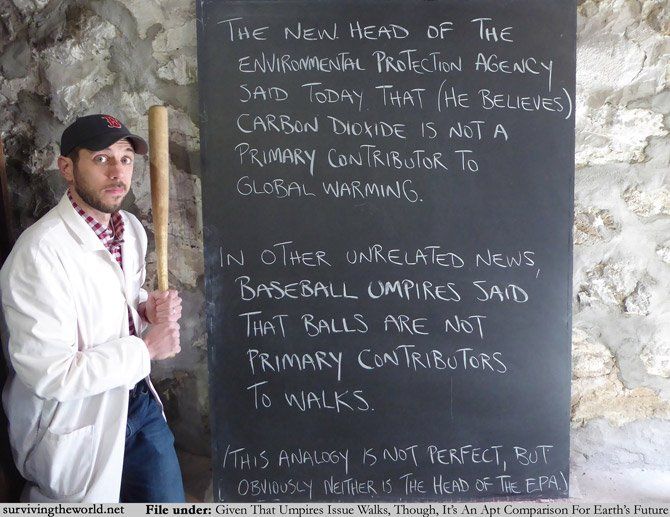 THE NEW HEAD OF THE
ENVIRONMENTAL PROTECTION AGENCY
SAID TODAY THAT (HE BELIEVES)
CARBON DIOXIDE IS NOT A
PRIMARY CONTRIBUTOR TO
GLOBAL WARMING.
IN OTHER UNRELATED NEWS,
BASEBALL UMPIRES SAID
THAT BALLS ARE NOT
PRIMARY CONTRIBUTORS
TO WALKS.
(THIS ANALOGY IS NOT PERFECT, BUT
OBVIOUSLY NEITHER IS THE HEAD OF THE EPA.)
B
survivingtheworld.net File under: Given That Umpires Issue Walks, Though, It's An Apt Comparison For Earth's Future